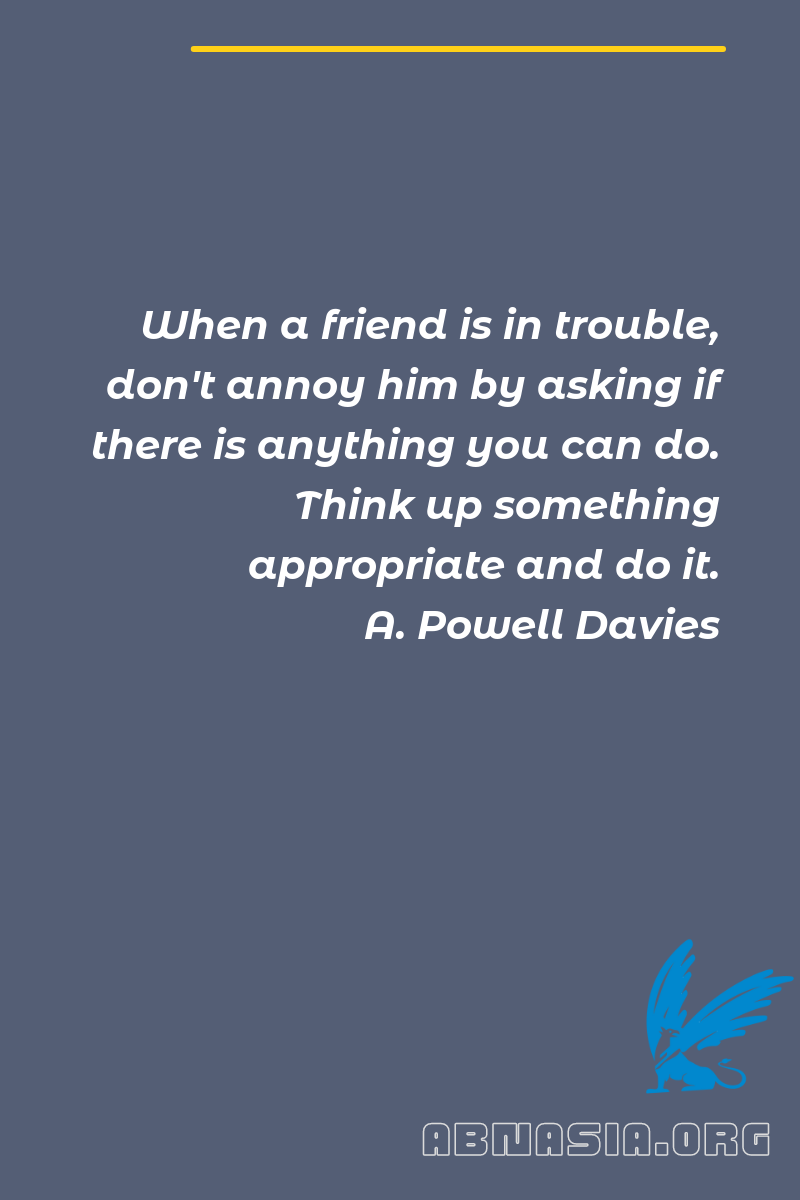 When a friend is in trouble,
don't annoy him by asking if
there is anything you can do.
Think up something
appropriate and do it.
A. Powell Davies
ABNASIA.ORG